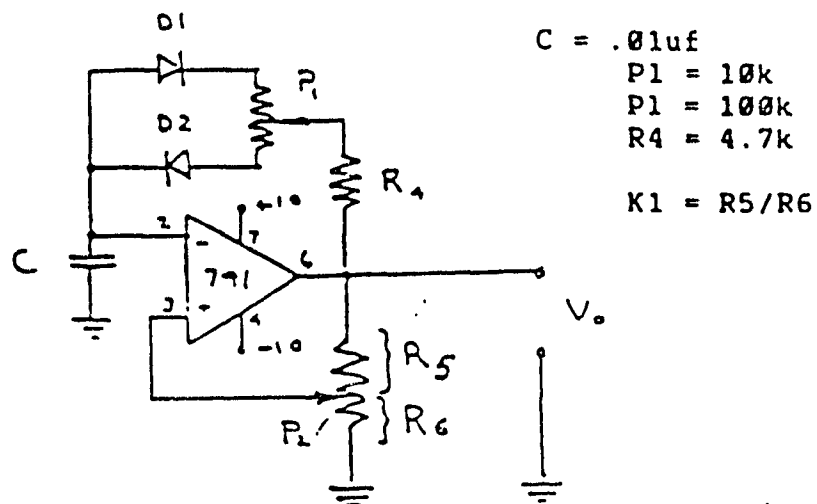 D1
C = .01uf
P1 = 10k
P1 = 100k
R4 = 4.7k
K1 = R5/R6
P1
D2
R4
+10
2
-
7
6
C
741
3
+
4
-10
Vo
R5
P2
R6